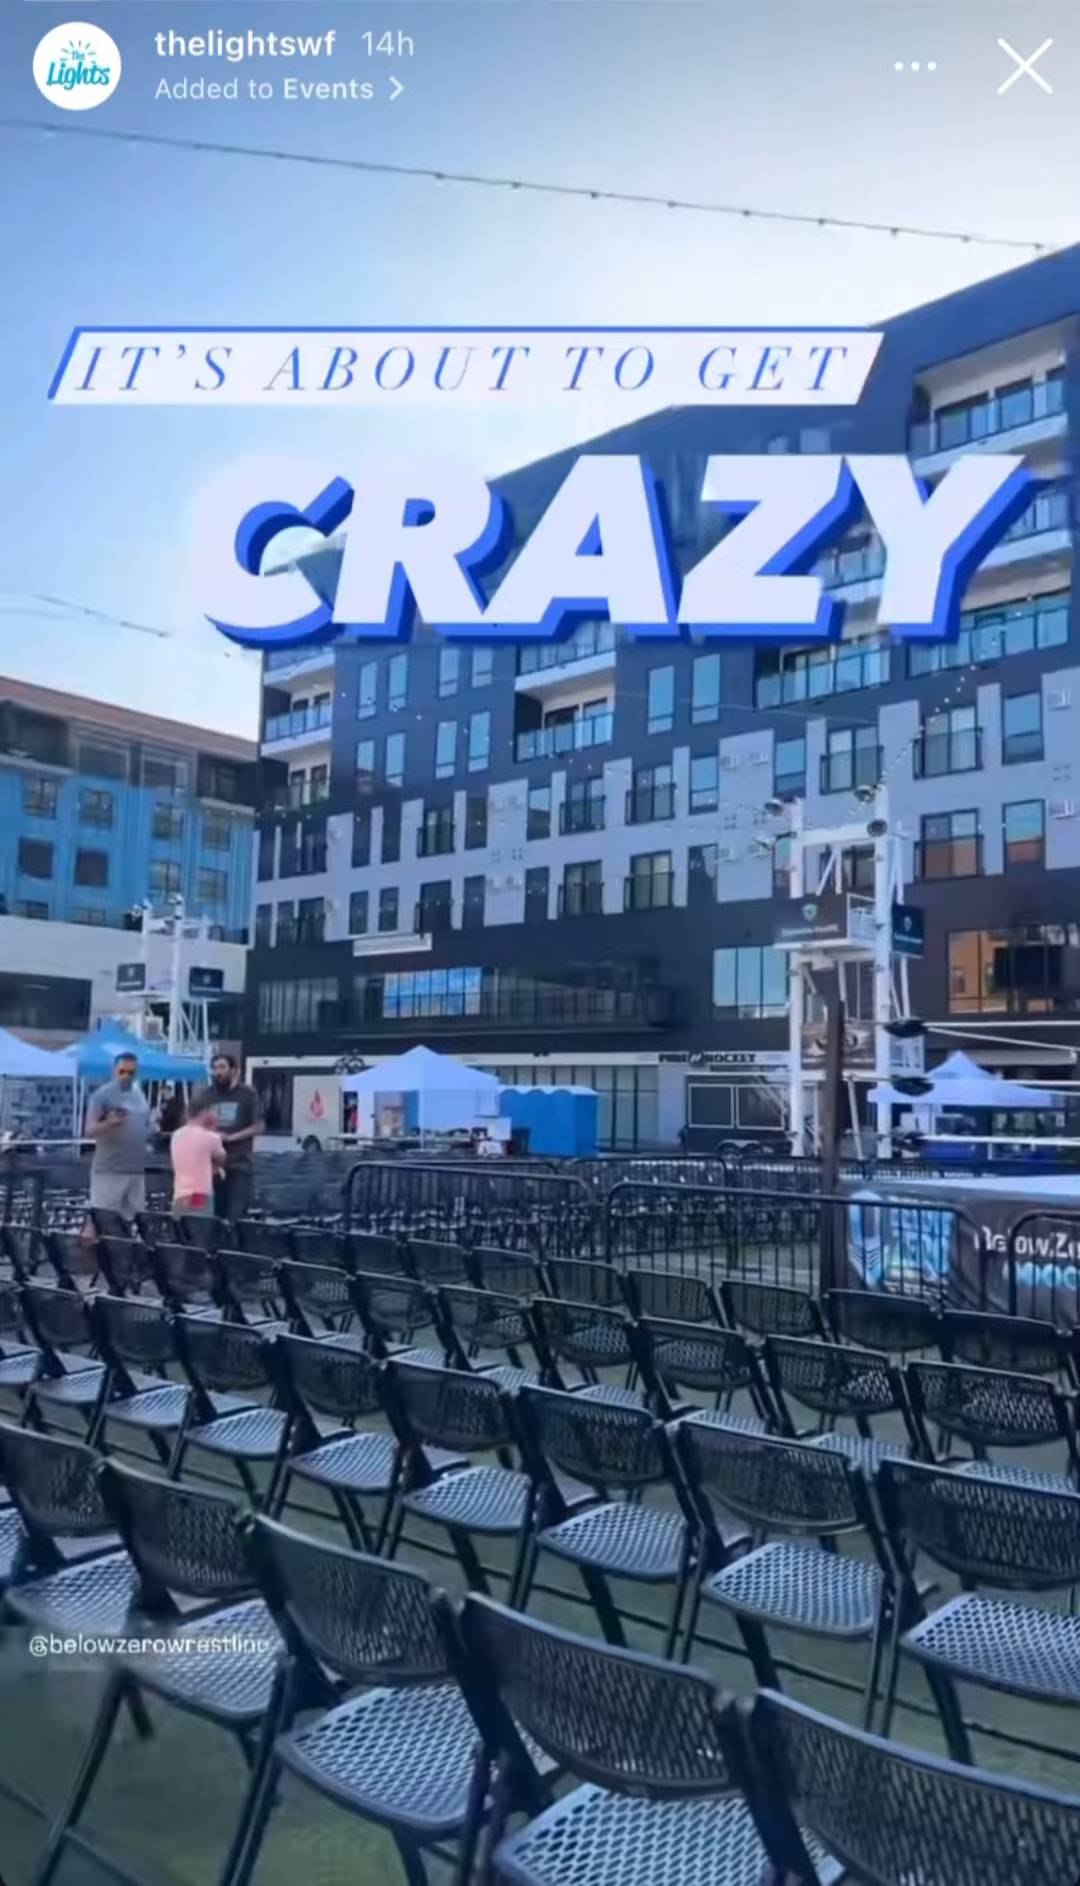 The
Lights
thelightswf 14h
Added to Events >
IT'S ABOUT TO GET
CRAZY
@belowzerowrestling